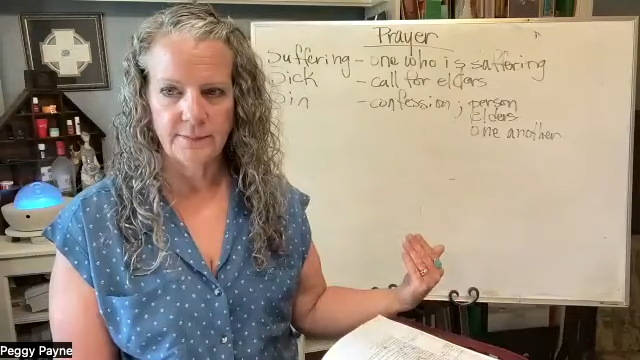 Prayer
Suffering - one who is suffering
Sick - call for elders
Sin - confession; person
elders
one another
Peggy Payne